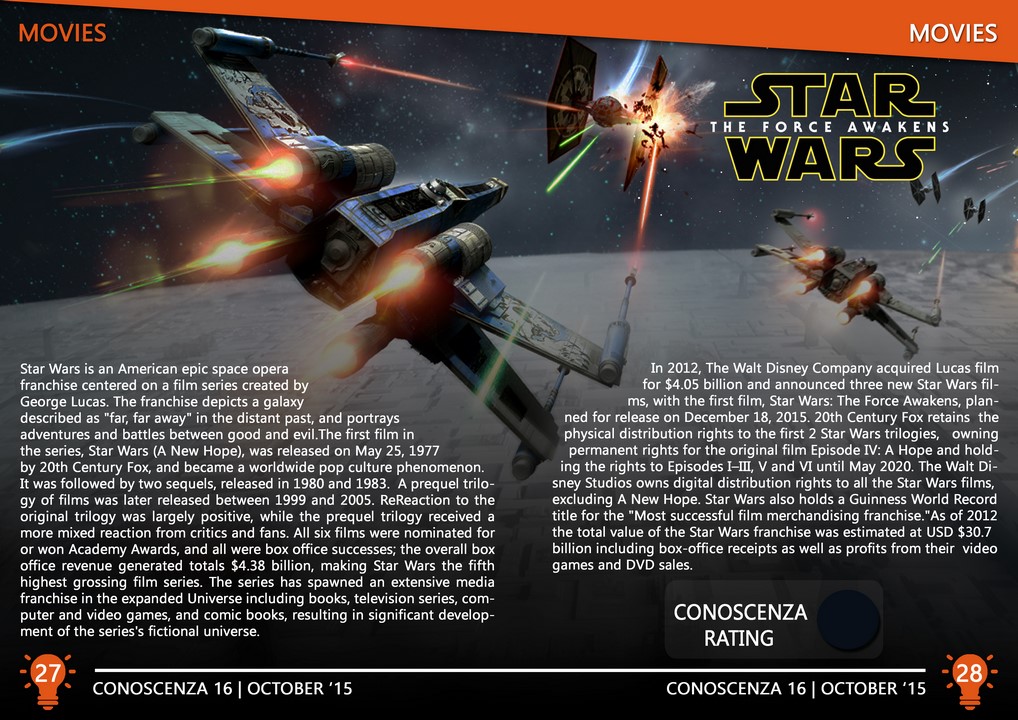 MOVIES
MOVIES
STAR
THE FORCE AWAKENS
WARS
Star Wars is an American epic space opera
franchise centered on a film series created by
George Lucas. The franchise depicts a galaxy
described as "far, far away" in the distant past, and portrays
adventures and battles between good and evil.The first film in
the series, Star Wars (A New Hope), was released on May 25, 1977
by 20th Century Fox, and became a worldwide pop culture phenomenon.
It was followed by two sequels, released in 1980 and 1983. A prequel trilo-
gy of films was later released between 1999 and 2005. ReReaction to the
original trilogy was largely positive, while the prequel trilogy received a
more mixed reaction from critics and fans. All six films were nominated for
or won Academy Awards, and all were box office successes; the overall box
office revenue generated totals $4.38 billion, making Star Wars the fifth
highest grossing film series. The series has spawned an extensive media
franchise in the expanded Universe including books, television series, com-
puter and video games, and comic books, resulting in significant develop-
ment of the series's fictional universe.
In 2012, The Walt Disney Company acquired Lucas film
for $4.05 billion and announced three new Star Wars fil-
ms, with the first film, Star Wars: The Force Awakens, plan-
ned for release on December 18, 2015. 20th Century Fox retains the
physical distribution rights to the first 2 Star Wars trilogies, owning
permanent rights for the original film Episode IV: A Hope and hold-
ing the rights to Episodes I–III, V and VI until May 2020. The Walt Di-
sney Studios owns digital distribution rights to all the Star Wars films,
excluding A New Hope. Star Wars also holds a Guinness World Record
title for the "Most successful film merchandising franchise."As of 2012
the total value of the Star Wars franchise was estimated at USD $30.7
billion including box-office receipts as well as profits from their video
games and DVD sales.
CONOSCENZA
RATING
27
CONOSCENZA 16 | OCTOBER ’15
CONOSCENZA 16 | OCTOBER ’15
28